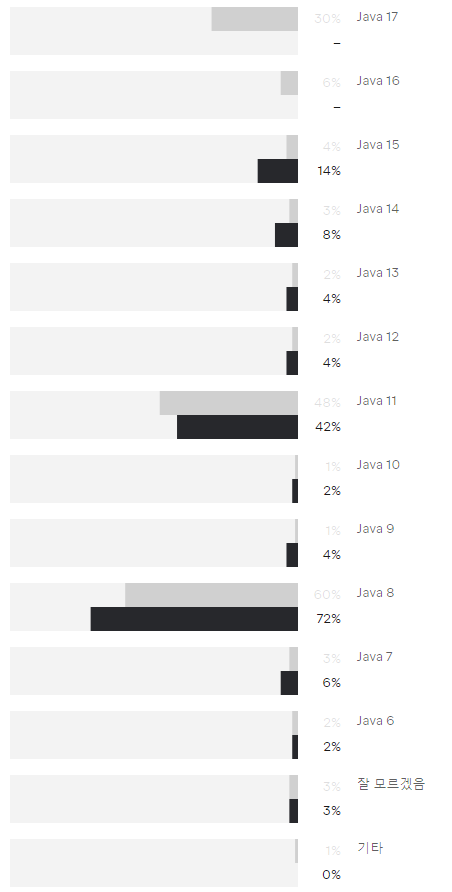 30% Java 17
–
6% Java 16
–
4% Java 15
14%
3% Java 14
8%
2% Java 13
4%
2% Java 12
4%
48% Java 11
42%
1% Java 10
2%
1% Java 9
4%
60% Java 8
72%
3% Java 7
6%
2% Java 6
2%
3% 잘 모르겠음
3%
1% 기타
0%